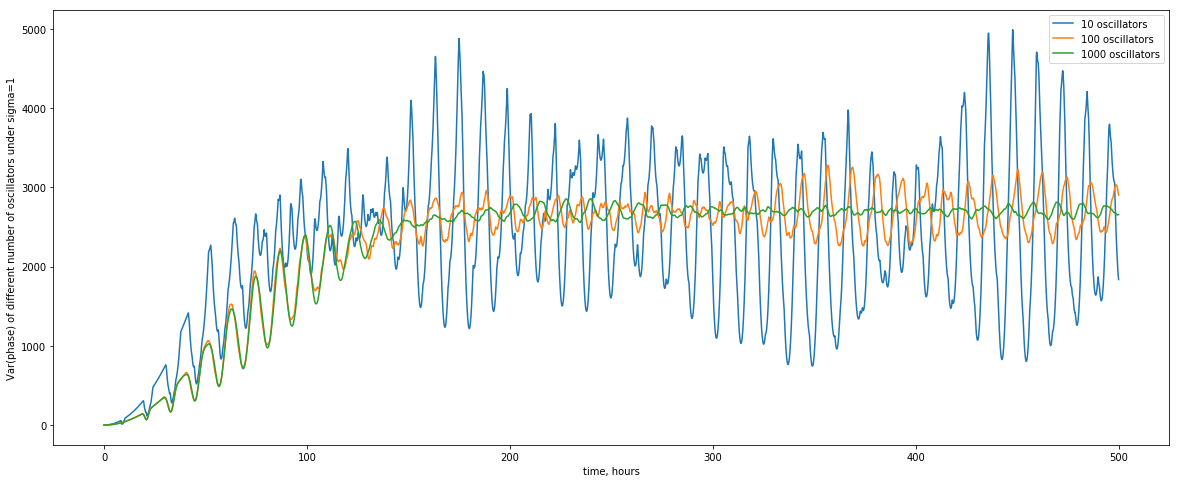 10 oscillators
100 oscillators
1000 oscillators
Var(phase) of different number of oscillators under sigma=1
5000
4000
3000
2000
1000
0
0 100 200 300 400 500
time, hours